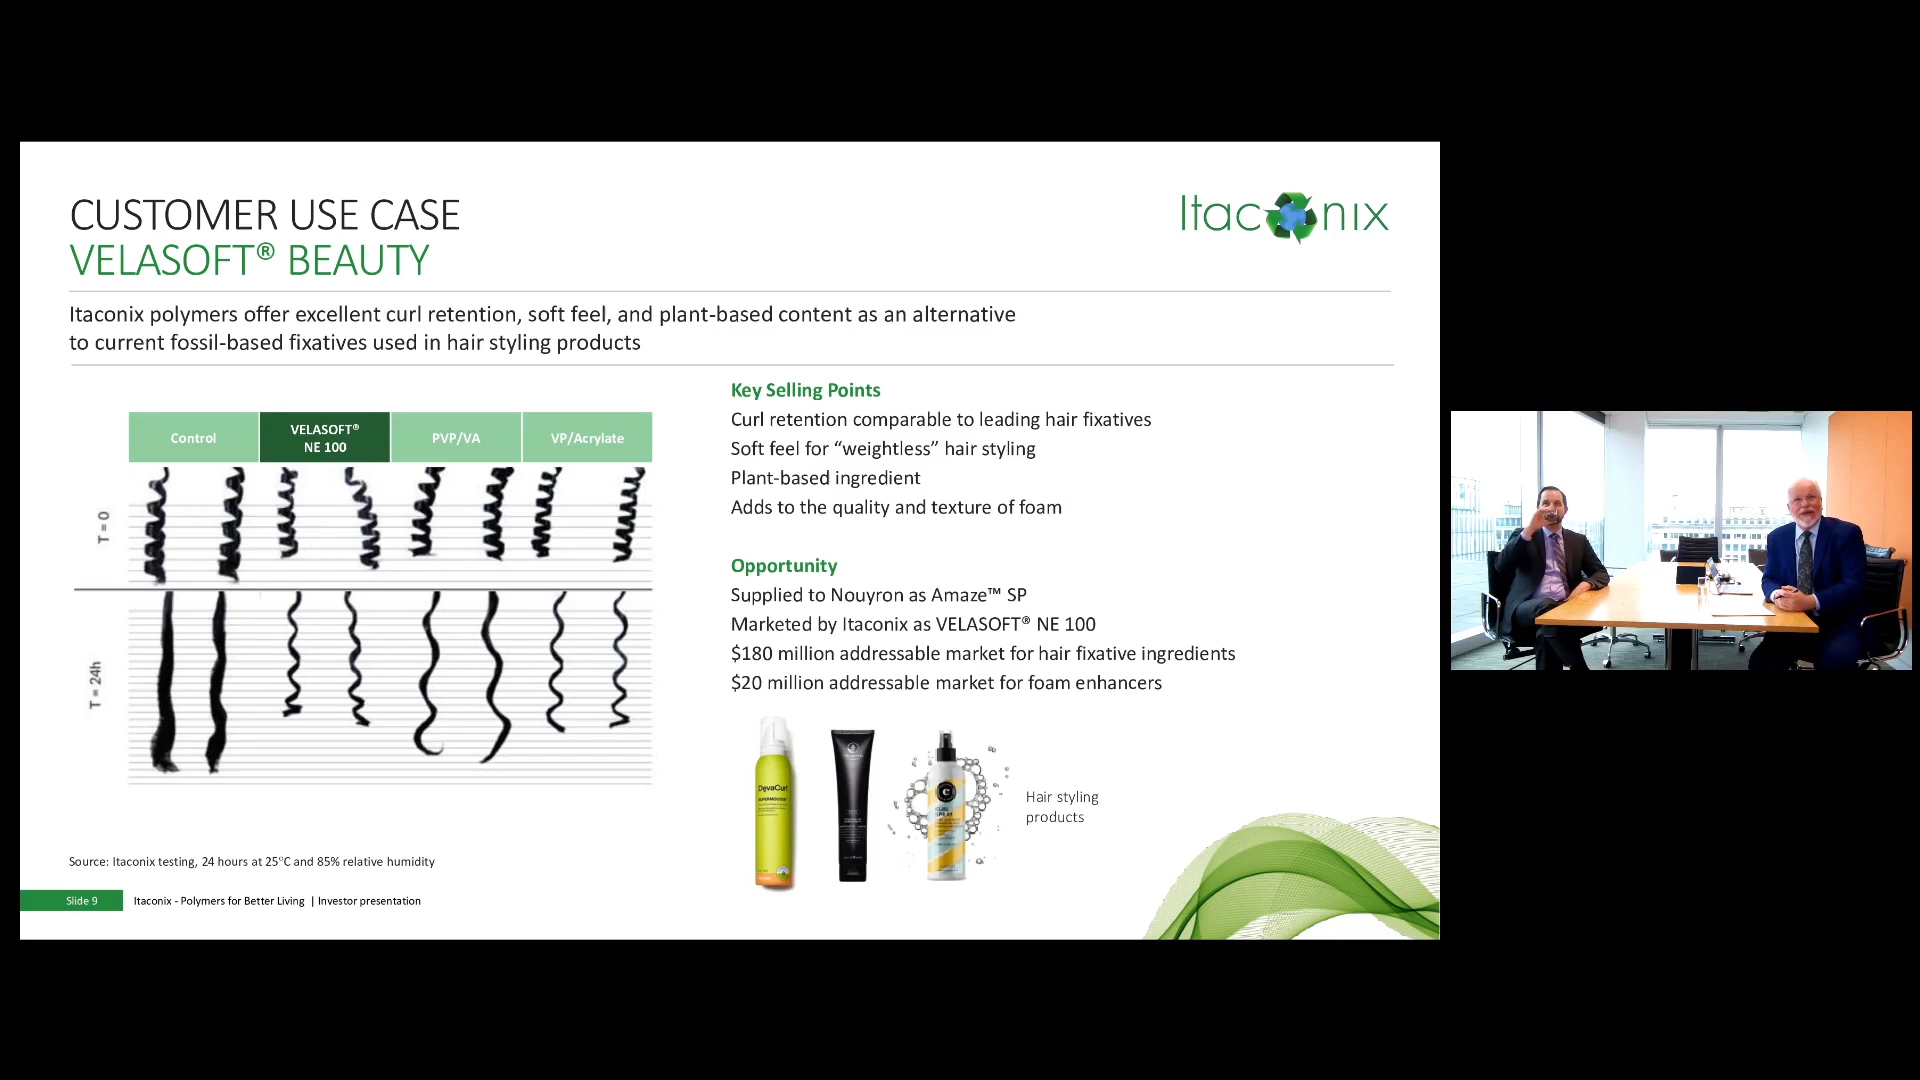 CUSTOMER USE CASE
VELASOFT® BEAUTY
Itaconix
Itaconix polymers offer excellent curl retention, soft feel, and plant-based content as an alternative
to current fossil-based fixatives used in hair styling products
Control
VELASOFT®
NE 100
PVP/VA
VP/Acrylate
T = 0
T = 24h
Key Selling Points
Curl retention comparable to leading hair fixatives
Soft feel for “weightless” hair styling
Plant-based ingredient
Adds to the quality and texture of foam
Opportunity
Supplied to Nouyron as Amaze™ SP
Marketed by Itaconix as VELASOFT® NE 100
$180 million addressable market for hair fixative ingredients
$20 million addressable market for foam enhancers
DevaCurl
SUPERMOUSSE
C
CURL
SPRAY
Hair styling
products
Source: Itaconix testing, 24 hours at 25°C and 85% relative humidity
Slide 9
Itaconix - Polymers for Better Living | Investor presentation